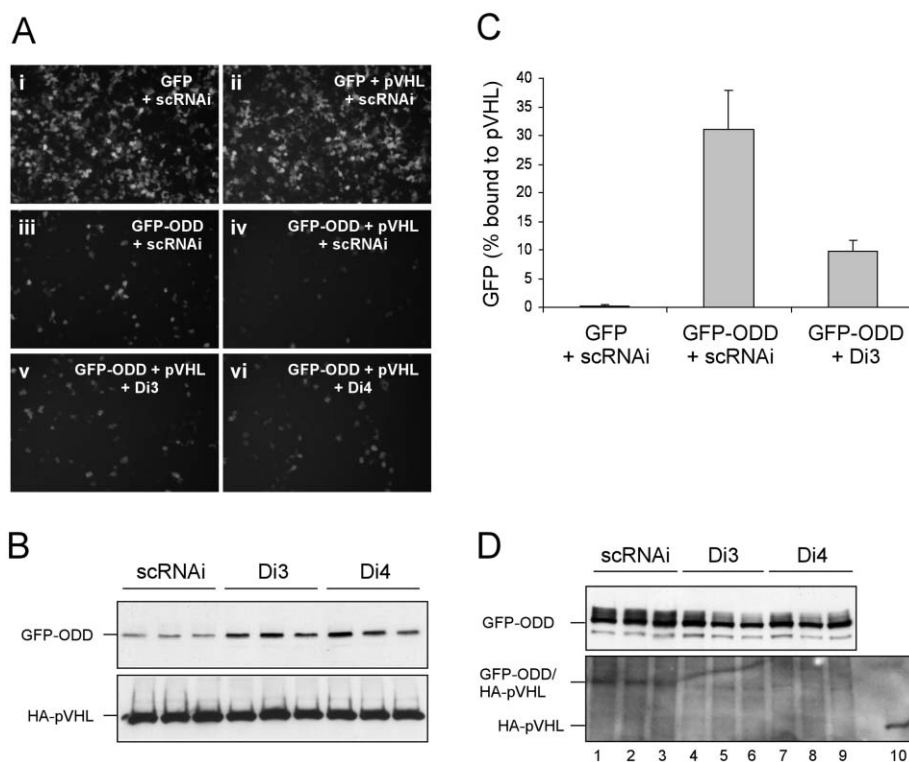 A
i
GFP
+ scRNAi
ii
GFP + pVHL
+ scRNAi
iii
GFP-ODD
+ scRNAi
iv
GFP-ODD + pVHL
+ scRNAi
v
GFP-ODD + pVHL
+ Di3
vi
GFP-ODD + pVHL
+ Di4
B
scRNAi Di3 Di4
GFP-ODD
HA-pVHL
C
GFP (% bound to pVHL)
40
35
30
25
20
15
10
5
0
GFP
+ scRNAi
GFP-ODD
+ scRNAi
GFP-ODD
+ Di3
D
scRNAi Di3 Di4
GFP-ODD
GFP-ODD/
HA-pVHL
HA-pVHL
1 2 3 4 5 6 7 8 9 10